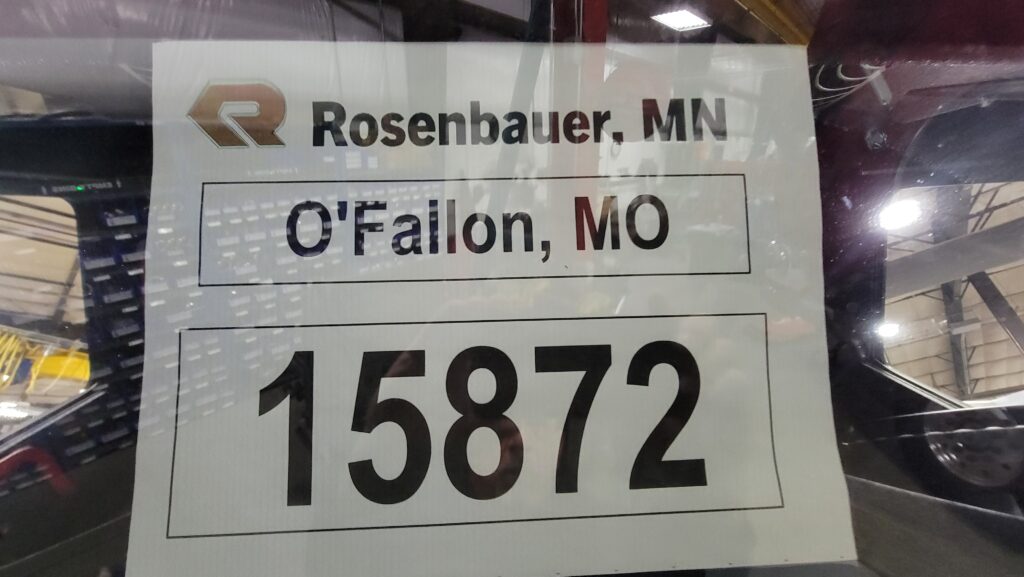 Rosenbauer, MN
O'Fallon, MO
15872